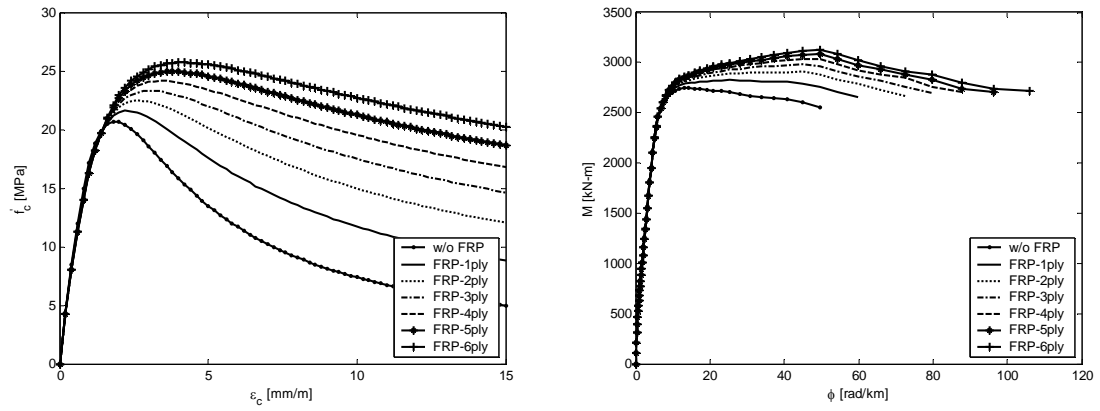 30
25
20
15
10
5
0
f'c [MPa]
0 5 10 15
εc [mm/m]
w/o FRP
FRP-1ply
FRP-2ply
FRP-3ply
FRP-4ply
FRP-5ply
FRP-6ply
3500
3000
2500
2000
1500
1000
500
0
M [kN-m]
0 20 40 60 80 100 120
ϕ [rad/km]
w/o FRP
FRP-1ply
FRP-2ply
FRP-3ply
FRP-4ply
FRP-5ply
FRP-6ply